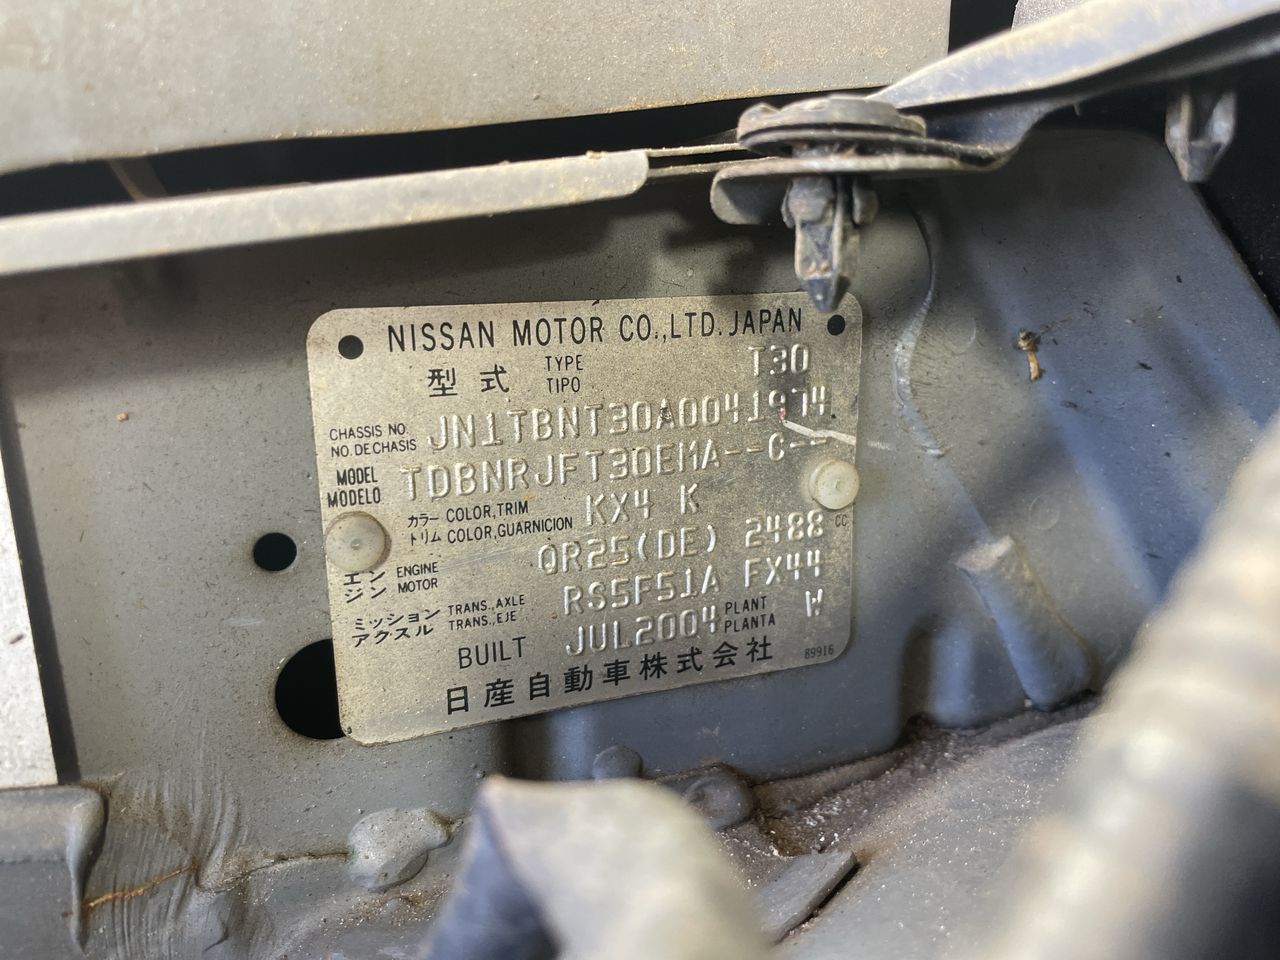 NISSAN MOTOR CO.,LTD. JAPAN
型式 TYPE TIPO T30
CHASSIS NO. NO. DE CHASIS JN1TBNT30A0041974
MODEL MODELO TDBNRJFT30EMA--C--
カラー COLOR, TRIM KX4 K
トリム COLOR, GUARNICION
エンジン ENGINE MOTOR QR25(DE) 2488 CC
ミッション TRANS., AXLE RS5F51A FX44
アクスル TRANS., EJE
BUILT JUL2004 PLANT PLANTA W
日産自動車株式会社 89916